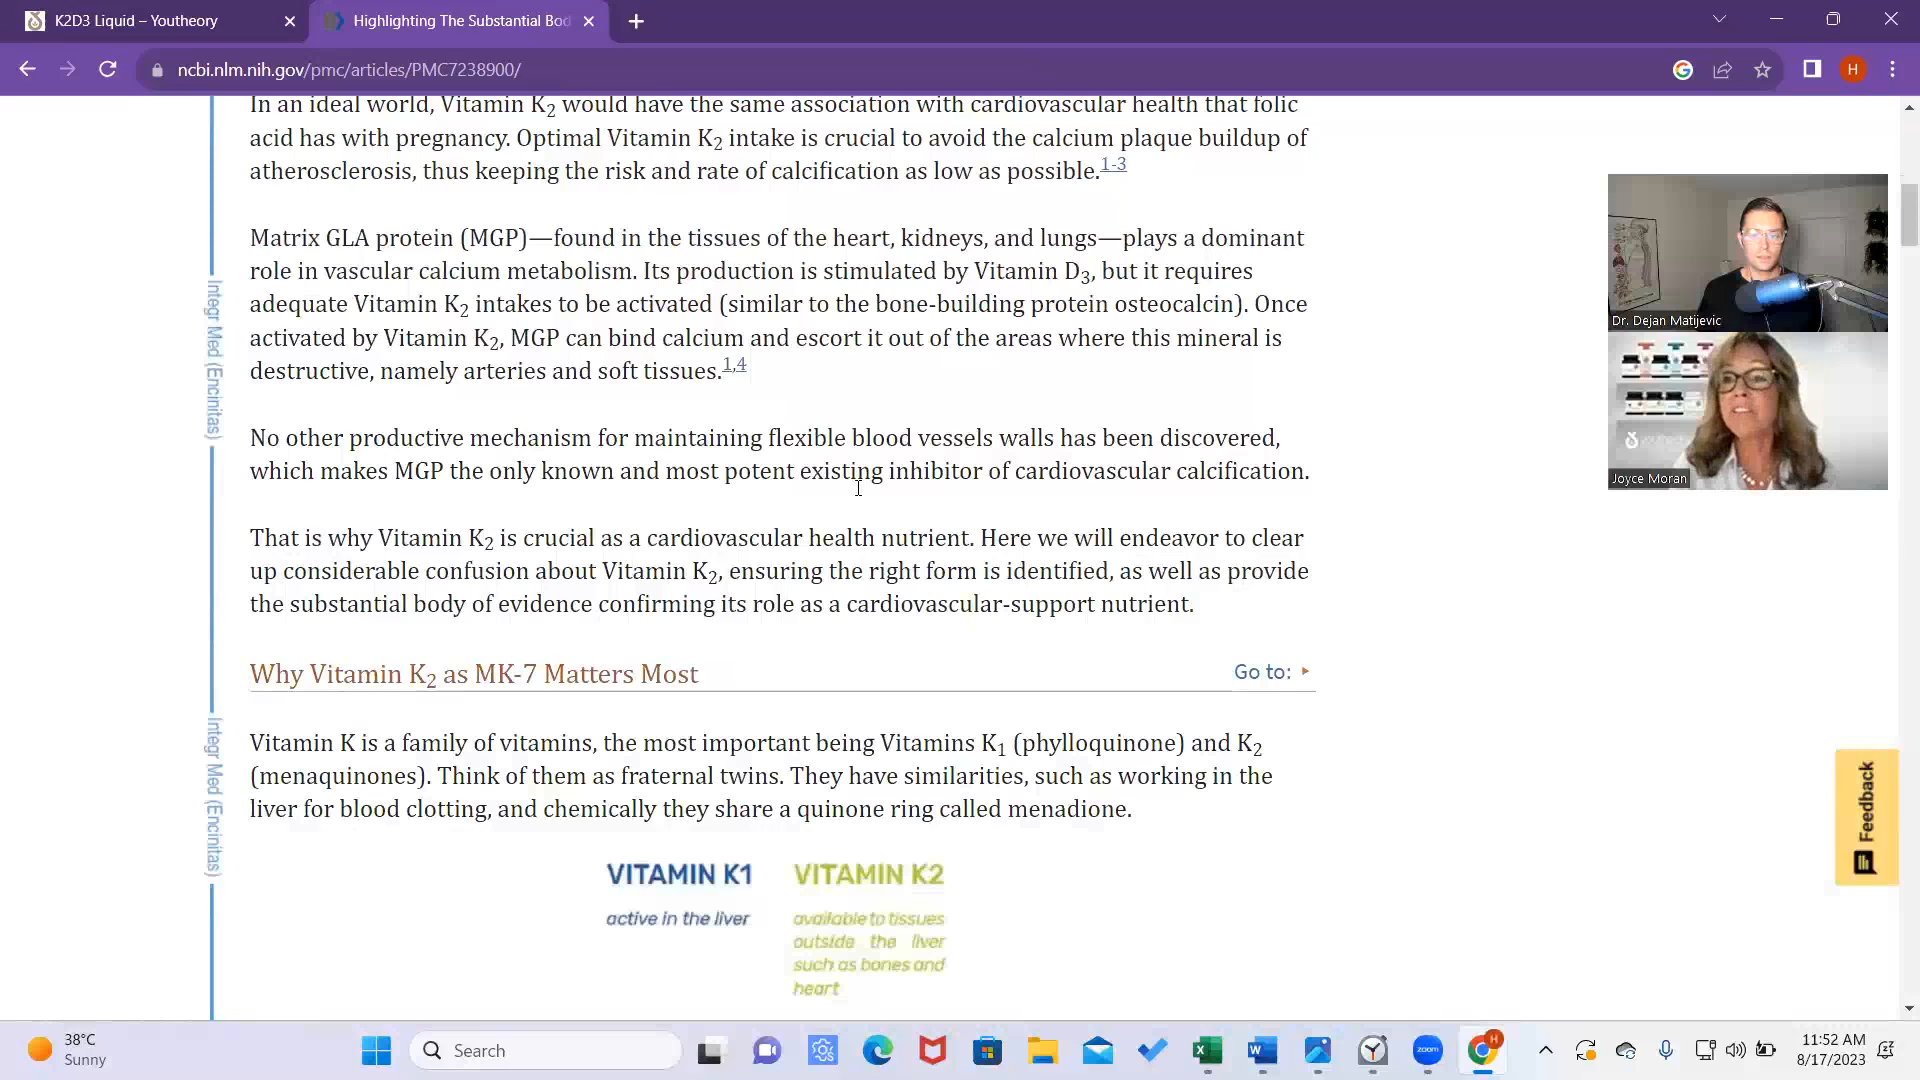 K2D3 Liquid – Youtheory
Highlighting The Substantial Bod
ncbi.nlm.nih.gov/pmc/articles/PMC7238900/
H
In an ideal world, Vitamin K2 would have the same association with cardiovascular health that folic
acid has with pregnancy. Optimal Vitamin K2 intake is crucial to avoid the calcium plaque buildup of
atherosclerosis, thus keeping the risk and rate of calcification as low as possible.1-3
Matrix GLA protein (MGP)—found in the tissues of the heart, kidneys, and lungs—plays a dominant
role in vascular calcium metabolism. Its production is stimulated by Vitamin D3, but it requires
adequate Vitamin K2 intakes to be activated (similar to the bone-building protein osteocalcin). Once
activated by Vitamin K2, MGP can bind calcium and escort it out of the areas where this mineral is
destructive, namely arteries and soft tissues.1,4
No other productive mechanism for maintaining flexible blood vessels walls has been discovered,
which makes MGP the only known and most potent existing inhibitor of cardiovascular calcification.
That is why Vitamin K2 is crucial as a cardiovascular health nutrient. Here we will endeavor to clear
up considerable confusion about Vitamin K2, ensuring the right form is identified, as well as provide
the substantial body of evidence confirming its role as a cardiovascular-support nutrient.
Why Vitamin K2 as MK-7 Matters Most
Go to:
Vitamin K is a family of vitamins, the most important being Vitamins K1 (phylloquinone) and K2
(menaquinones). Think of them as fraternal twins. They have similarities, such as working in the
liver for blood clotting, and chemically they share a quinone ring called menadione.
VITAMIN K1
active in the liver
VITAMIN K2
available to tissues
outside the liver
such as bones and
heart
Integr Med (Encinitas)
Integr Med (Encinitas)
Dr. Dejan Matijevic
Joyce Moran
Feedback
38°C
Sunny
Search
zoom
H
11:52 AM
8/17/2023